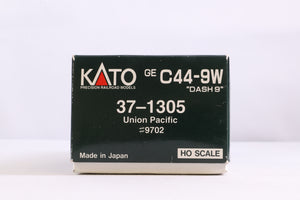 KATO
PRECISION RAILROAD MODELS
GE C44-9W
"DASH 9"
37-1305
Union Pacific
#9702
Made in Japan
HO SCALE